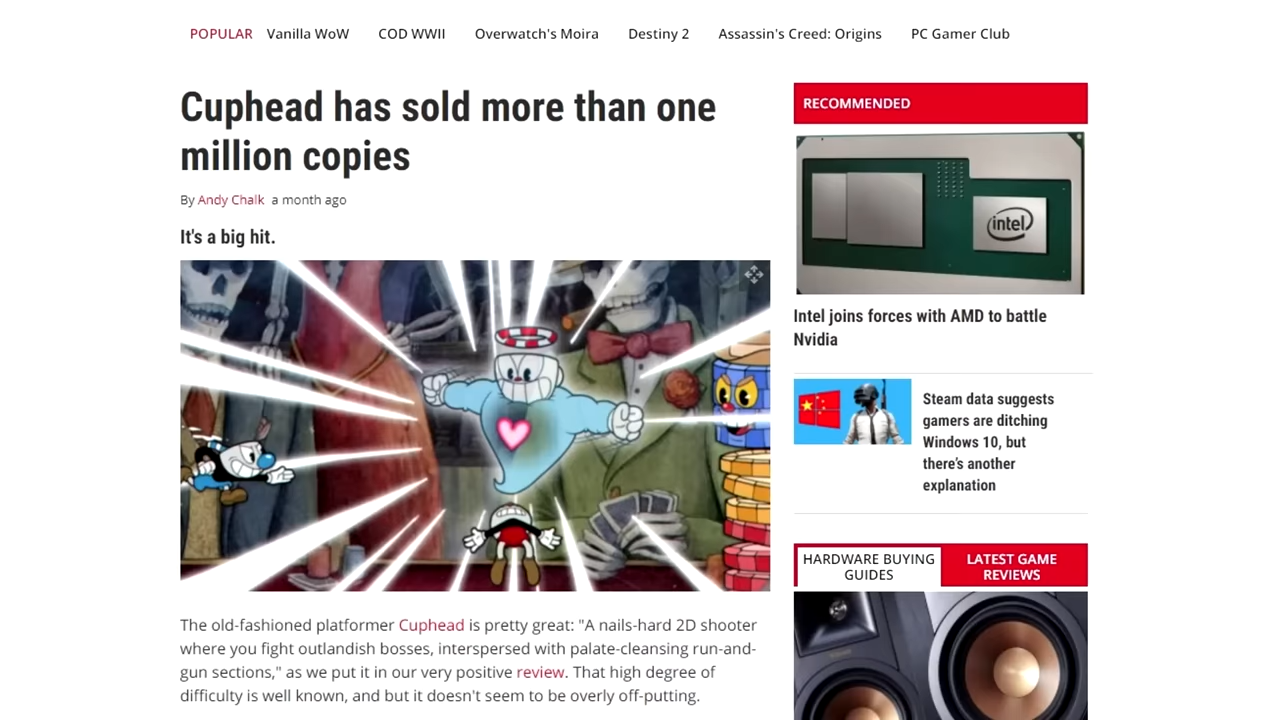 POPULAR Vanilla WoW COD WWII Overwatch's Moira Destiny 2 Assassin's Creed: Origins PC Gamer Club
Cuphead has sold more than one
million copies
By Andy Chalk a month ago
It's a big hit.
The old-fashioned platformer Cuphead is pretty great: "A nails-hard 2D shooter
where you fight outlandish bosses, interspersed with palate-cleansing run-and-
gun sections," as we put it in our very positive review. That high degree of
difficulty is well known, and but it doesn't seem to be overly off-putting.
RECOMMENDED
intel
Intel joins forces with AMD to battle
Nvidia
Steam data suggests
gamers are ditching
Windows 10, but
there's another
explanation
HARDWARE BUYING
GUIDES
LATEST GAME
REVIEWS